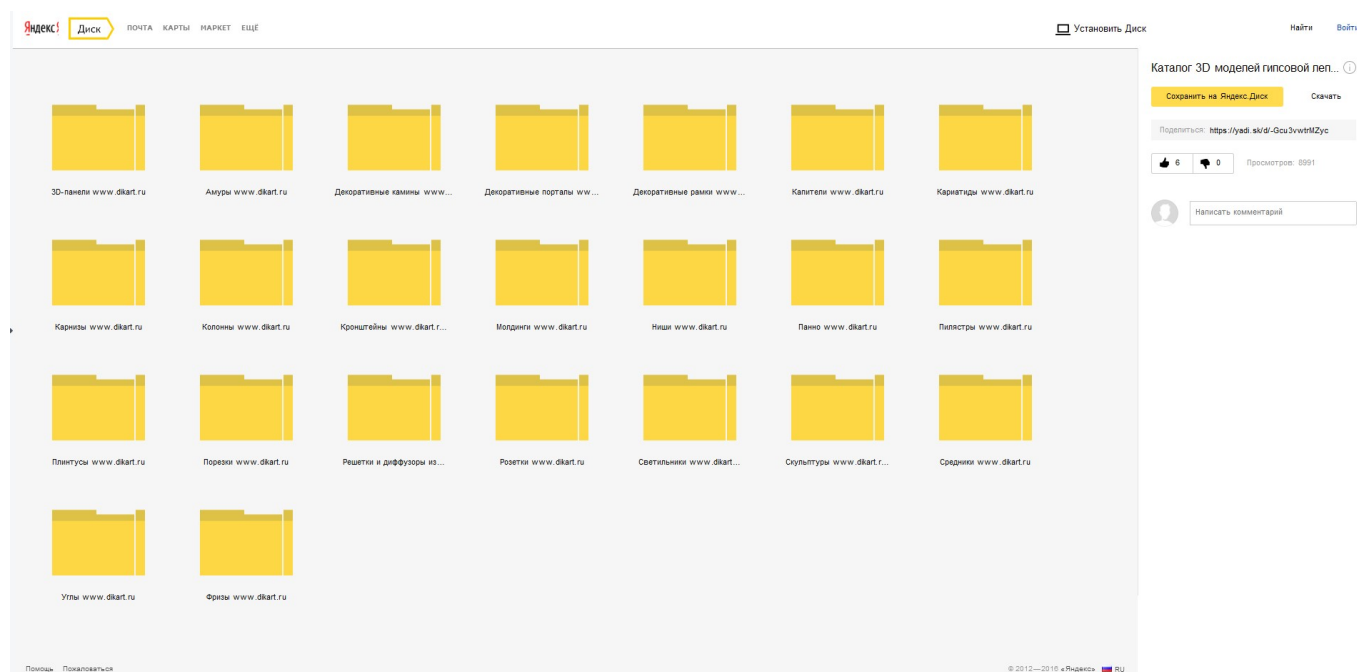 Яндекс Диск ПОЧТА КАРТЫ МАРКЕТ ЕЩЁ Установить Диск Найти Войти
Каталог 3D моделей гипсовой леп...
Сохранить на Яндекс.Диск Скачать
Поделиться: https://yadi.sk/d/-Gcu3vwtrMZyc
6 0 Просмотров: 8991
Написать комментарий
3D-панели www.dikart.ru Амуры www.dikart.ru Декоративные камины www... Декоративные порталы ww... Декоративные рамки www... Капители www.dikart.ru Кариатиды www.dikart.ru
Карнизы www.dikart.ru Колонны www.dikart.ru Кронштейны www.dikart.r... Молдинги www.dikart.ru Ниши www.dikart.ru Панно www.dikart.ru Пилястры www.dikart.ru
Плинтусы www.dikart.ru Порезки www.dikart.ru Решетки и диффузоры из... Розетки www.dikart.ru Светильники www.dikart... Скульптуры www.dikart.r... Средники www.dikart.ru
Углы www.dikart.ru Фризы www.dikart.ru
Помощь Пожаловаться © 2012—2016 «Яндекс» RU